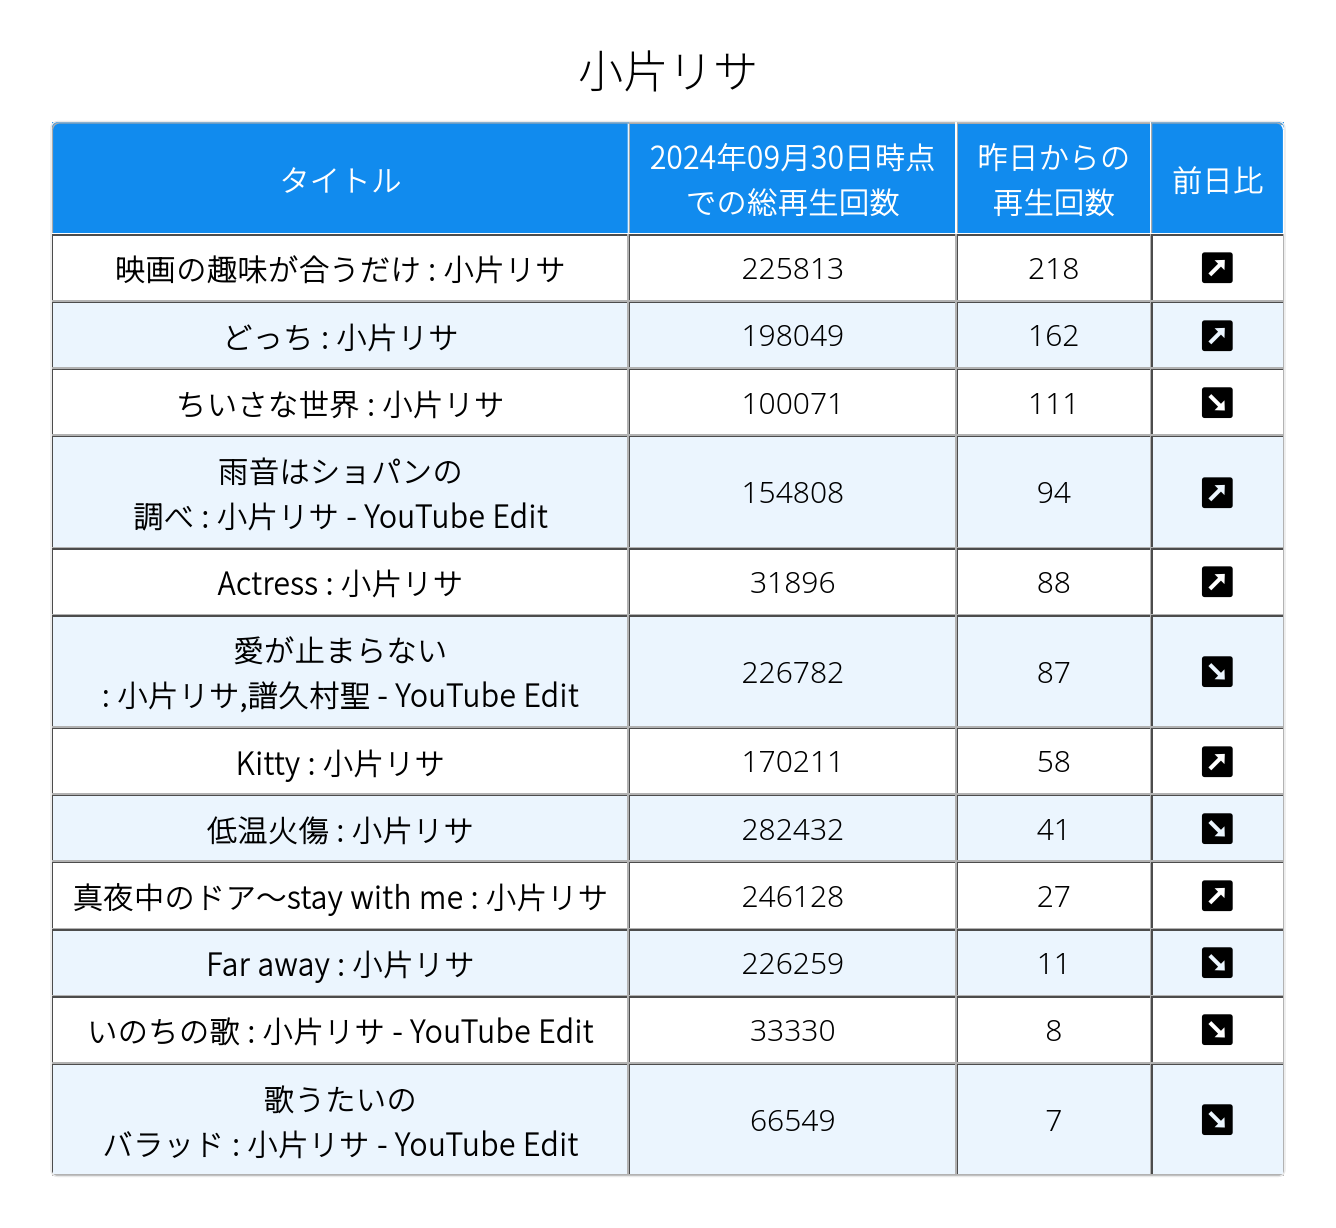 小片リサ
タイトル
2024年09月30日時点
での総再生回数
昨日からの
再生回数
前日比
映画の趣味が合うだけ : 小片リサ 225813 218
どっち : 小片リサ 198049 162
ちいさな世界 : 小片リサ 100071 111
雨音はショパンの
調べ : 小片リサ - YouTube Edit 154808 94
Actress : 小片リサ 31896 88
愛が止まらない
: 小片リサ,譜久村聖 - YouTube Edit 226782 87
Kitty : 小片リサ 170211 58
低温火傷 : 小片リサ 282432 41
真夜中のドア〜stay with me : 小片リサ 246128 27
Far away : 小片リサ 226259 11
いのちの歌 : 小片リサ - YouTube Edit 33330 8
歌うたいの
バラッド : 小片リサ - YouTube Edit 66549 7